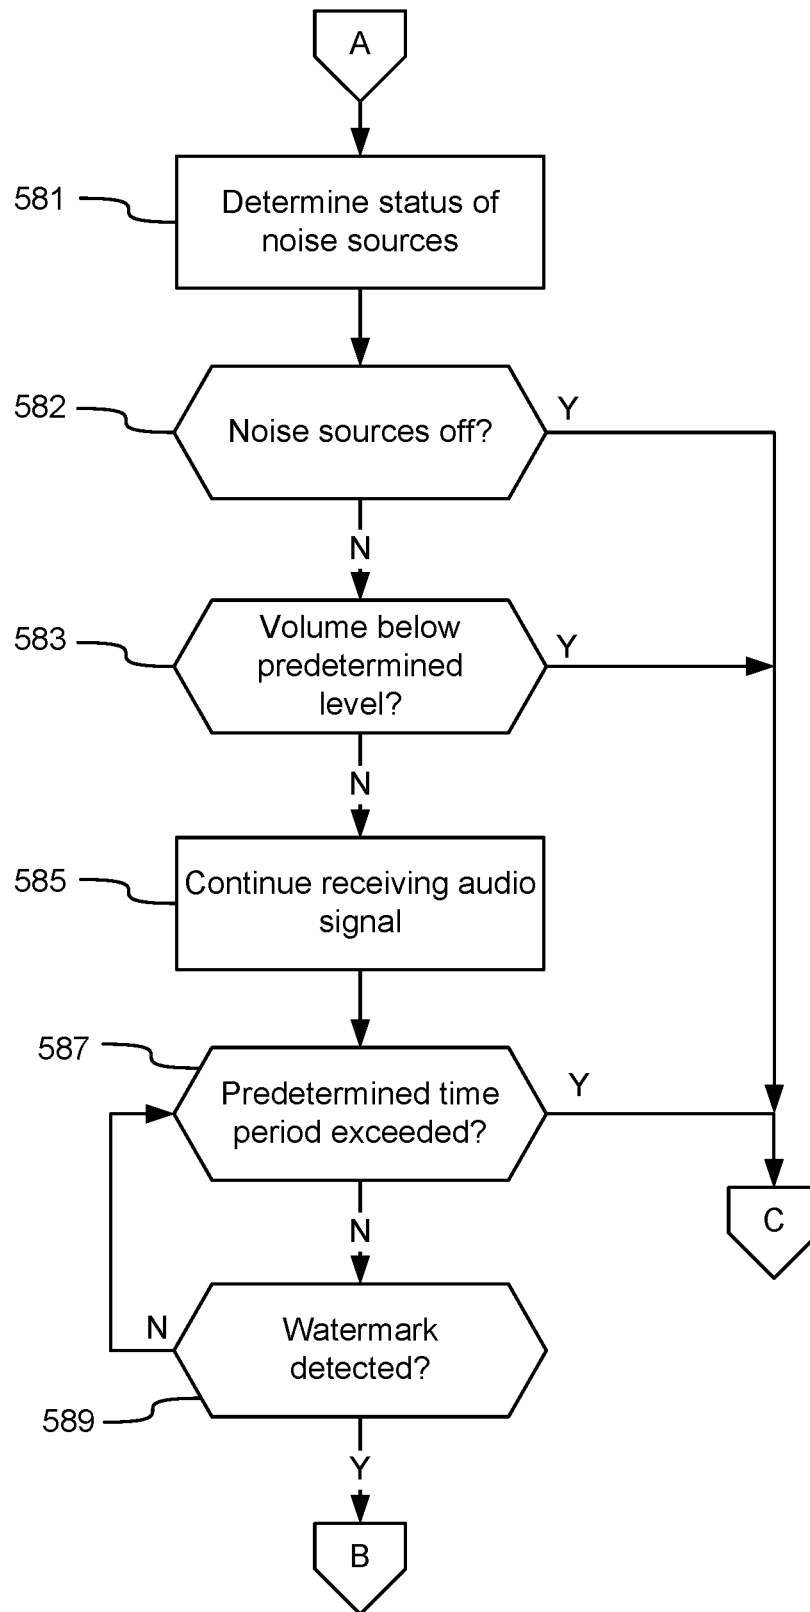 A
581
Determine status of
noise sources
582
Noise sources off?
Y
N
583
Volume below
predetermined
level?
Y
N
585
Continue receiving audio
signal
587
Predetermined time
period exceeded?
Y
C
N
N
Watermark
detected?
589
Y
B